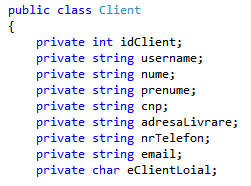 public class Client
{
    private int idClient;
    private string username;
    private string nume;
    private string prenume;
    private string cnp;
    private string adresaLivrare;
    private string nrTelefon;
    private string email;
    private char eClientLoial;